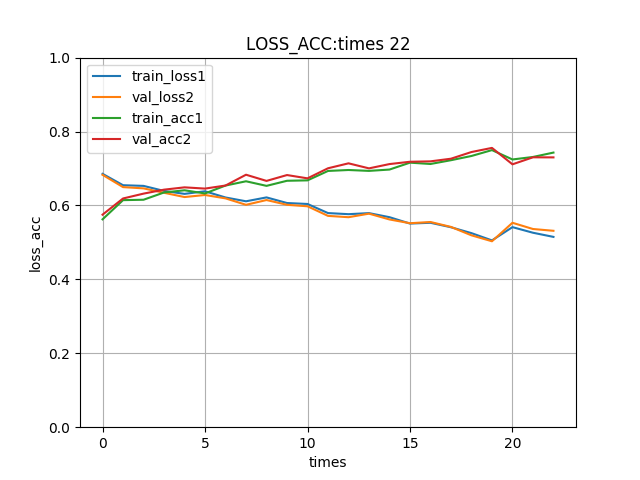 LOSS_ACC:times 22
1.0
0.8
0.6
0.4
0.2
0.0
loss_acc
train_loss1
val_loss2
train_acc1
val_acc2
0 5 10 15 20
times